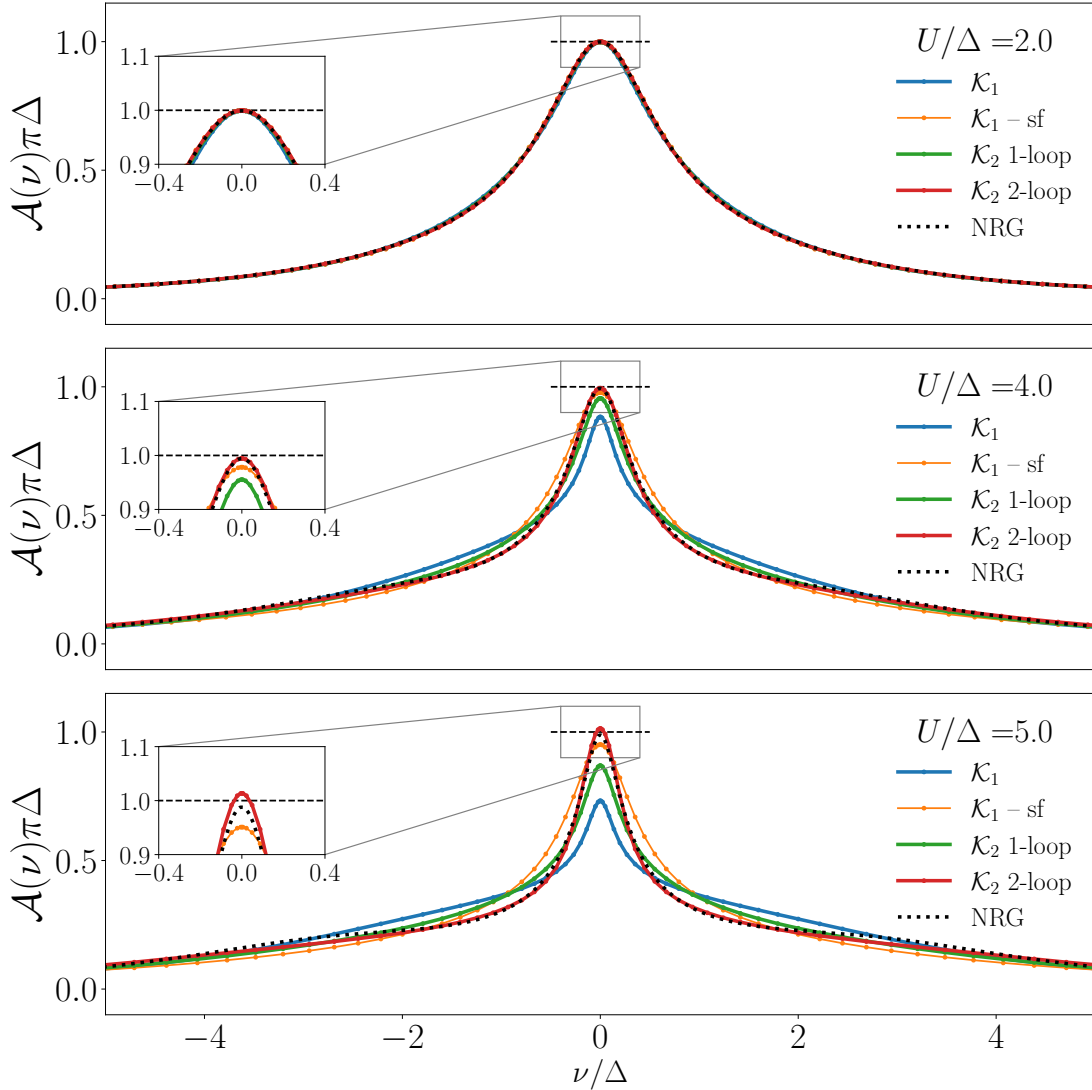 U/Δ =2.0
𝒦₁
𝒦₁ – sf
𝒦₂ 1-loop
𝒦₂ 2-loop
NRG
𝒜(ν)πΔ
1.0
0.5
0.0
1.1
1.0
0.9
−0.4 0.0 0.4
U/Δ =4.0
𝒦₁
𝒦₁ – sf
𝒦₂ 1-loop
𝒦₂ 2-loop
NRG
𝒜(ν)πΔ
1.0
0.5
0.0
1.1
1.0
0.9
−0.4 0.0 0.4
U/Δ =5.0
𝒦₁
𝒦₁ – sf
𝒦₂ 1-loop
𝒦₂ 2-loop
NRG
𝒜(ν)πΔ
1.0
0.5
0.0
1.1
1.0
0.9
−0.4 0.0 0.4
−4 −2 0 2 4
ν/Δ